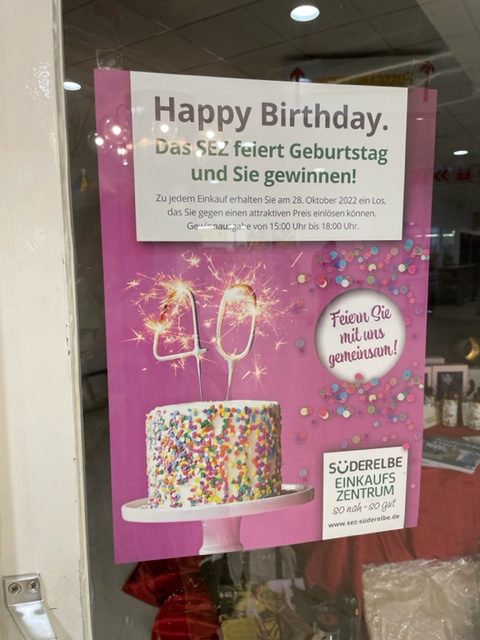 Happy Birthday.
Das SEZ feiert Geburtstag
und Sie gewinnen!
Zu jedem Einkauf erhalten Sie am 28. Oktober 2022 ein Los,
das Sie gegen einen attraktiven Preis einlösen können.
Gewinnausgabe von 15:00 Uhr bis 18:00 Uhr.
40
Feiern Sie
mit uns
gemeinsam!
SÜDERELBE
EINKAUFS
ZENTRUM
so nah - so gut
www.sez-süderelbe.de